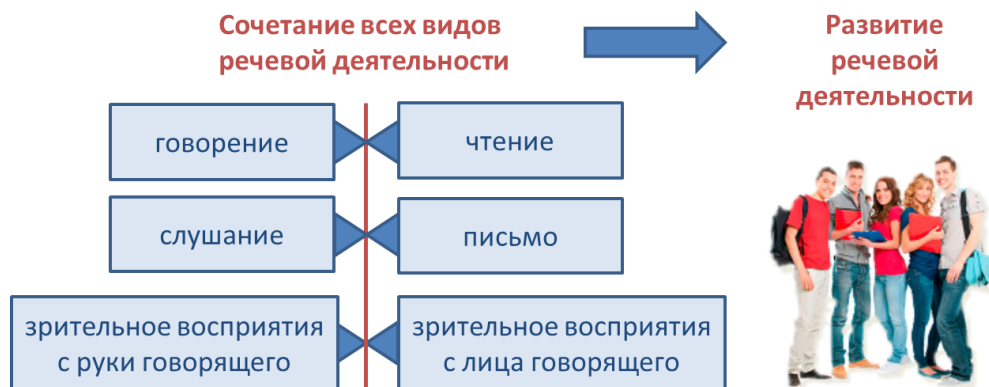 Сочетание всех видов
речевой деятельности
Развитие
речевой
деятельности
говорение
чтение
слушание
письмо
зрительное восприятия
с руки говорящего
зрительное восприятия
с лица говорящего